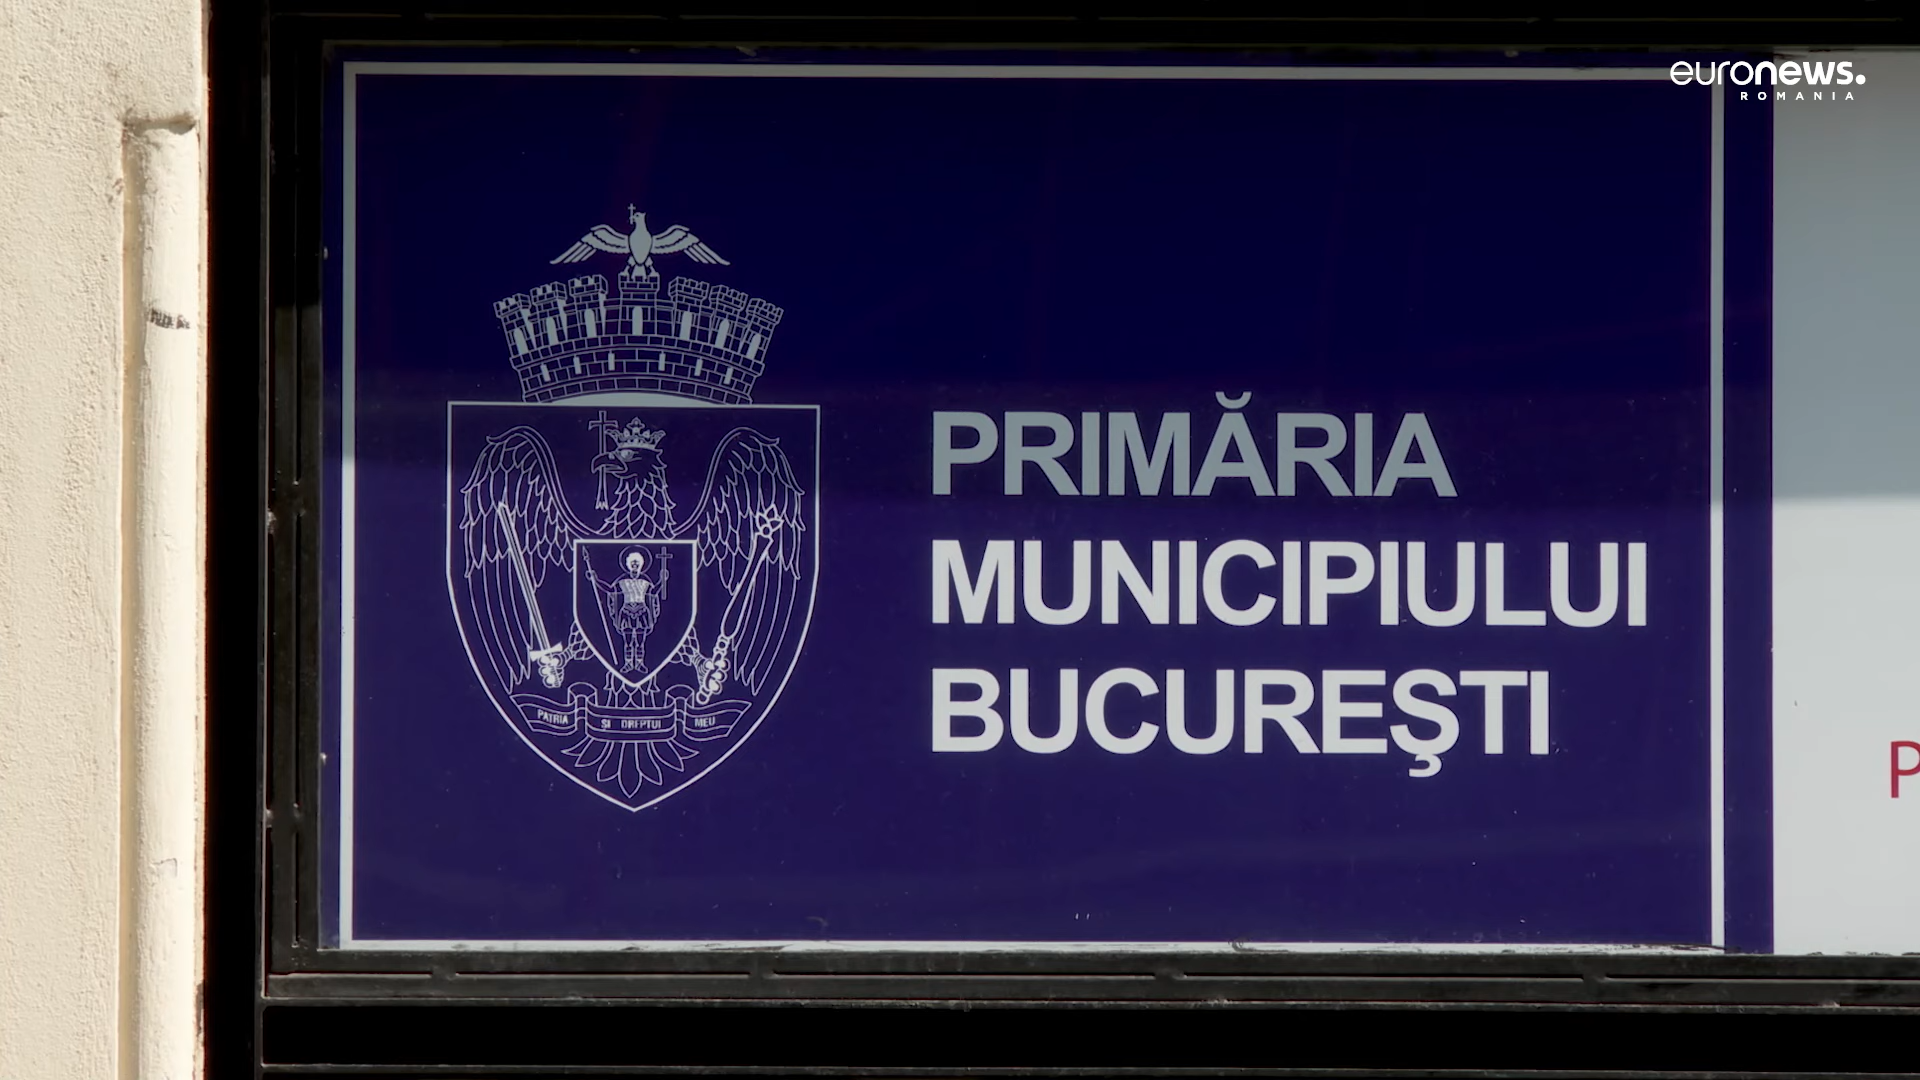 euronews.
ROMANIA
PRIMĂRIA
MUNICIPIULUI
BUCUREŞTI
PATRIA ŞI DREPTUL MEU
P